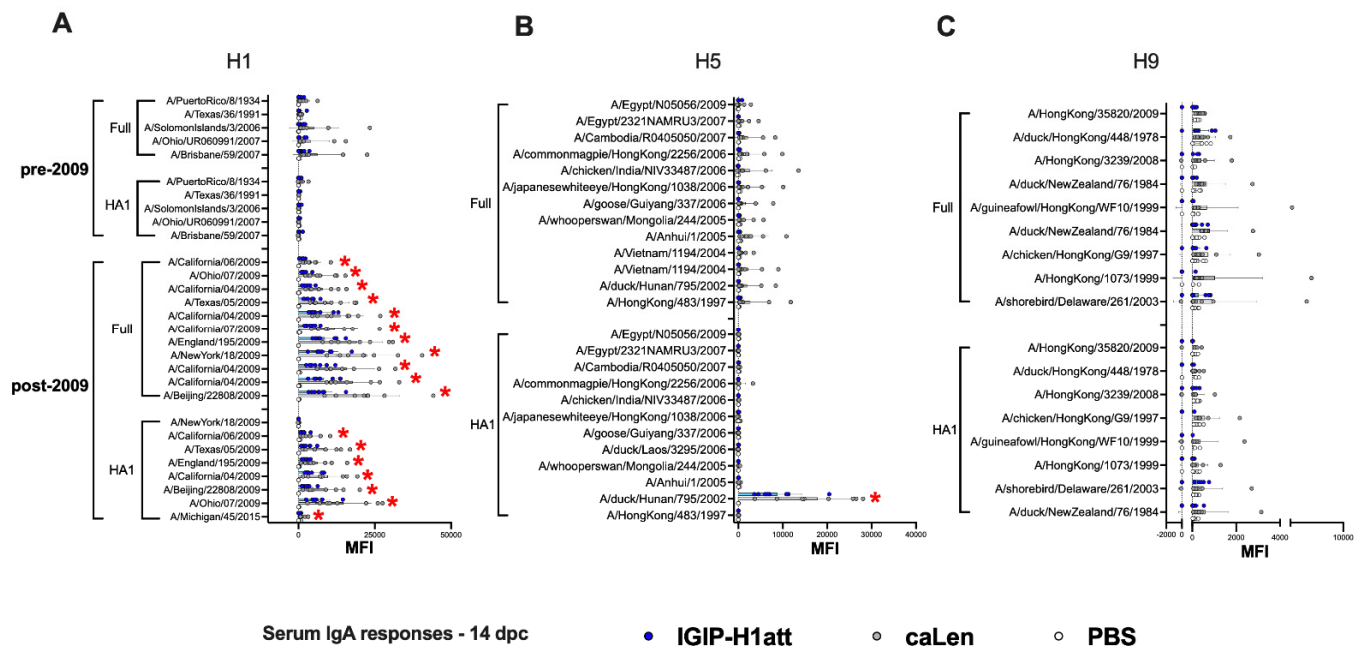 A
H1
pre-2009
Full
A/PuertoRico/8/1934
A/Texas/36/1991
A/SolomonIslands/3/2006
A/Ohio/UR060991/2007
A/Brisbane/59/2007
HA1
A/PuertoRico/8/1934
A/Texas/36/1991
A/SolomonIslands/3/2006
A/Ohio/UR060991/2007
A/Brisbane/59/2007
post-2009
Full
A/California/06/2009
A/Ohio/07/2009
A/California/04/2009
A/Texas/05/2009
A/California/04/2009
A/California/07/2009
A/England/195/2009
A/NewYork/18/2009
A/California/04/2009
A/California/04/2009
A/Beijing/22808/2009
HA1
A/NewYork/18/2009
A/California/06/2009
A/Texas/05/2009
A/England/195/2009
A/California/04/2009
A/Beijing/22808/2009
A/Ohio/07/2009
A/Michigan/45/2015
* * * * * * * * * * *
* * * * * * *
0 25000 50000
MFI
B
H5
Full
A/Egypt/N05056/2009
A/Egypt/2321NAMRU3/2007
A/Cambodia/R0405050/2007
A/commonmagpie/HongKong/2256/2006
A/chicken/India/NIV33487/2006
A/japanesewhiteeye/HongKong/1038/2006
A/goose/Guiyang/337/2006
A/whooperswan/Mongolia/244/2005
A/Anhui/1/2005
A/Vietnam/1194/2004
A/Vietnam/1194/2004
A/duck/Hunan/795/2002
A/HongKong/483/1997
HA1
A/Egypt/N05056/2009
A/Egypt/2321NAMRU3/2007
A/Cambodia/R0405050/2007
A/commonmagpie/HongKong/2256/2006
A/chicken/India/NIV33487/2006
A/japanesewhiteeye/HongKong/1038/2006
A/goose/Guiyang/337/2006
A/duck/Laos/3295/2006
A/whooperswan/Mongolia/244/2005
A/Anhui/1/2005
A/duck/Hunan/795/2002
A/HongKong/483/1997
*
0 10000 20000 30000 40000
MFI
C
H9
Full
A/HongKong/35820/2009
A/duck/HongKong/448/1978
A/HongKong/3239/2008
A/duck/NewZealand/76/1984
A/guineafowl/HongKong/WF10/1999
A/duck/NewZealand/76/1984
A/chicken/HongKong/G9/1997
A/HongKong/1073/1999
A/shorebird/Delaware/261/2003
HA1
A/HongKong/35820/2009
A/duck/HongKong/448/1978
A/HongKong/3239/2008
A/chicken/HongKong/G9/1997
A/guineafowl/HongKong/WF10/1999
A/HongKong/1073/1999
A/shorebird/Delaware/261/2003
A/duck/NewZealand/76/1984
-2000 0 2000 4000 10000
MFI
Serum IgA responses - 14 dpc IGIP-H1att caLen PBS